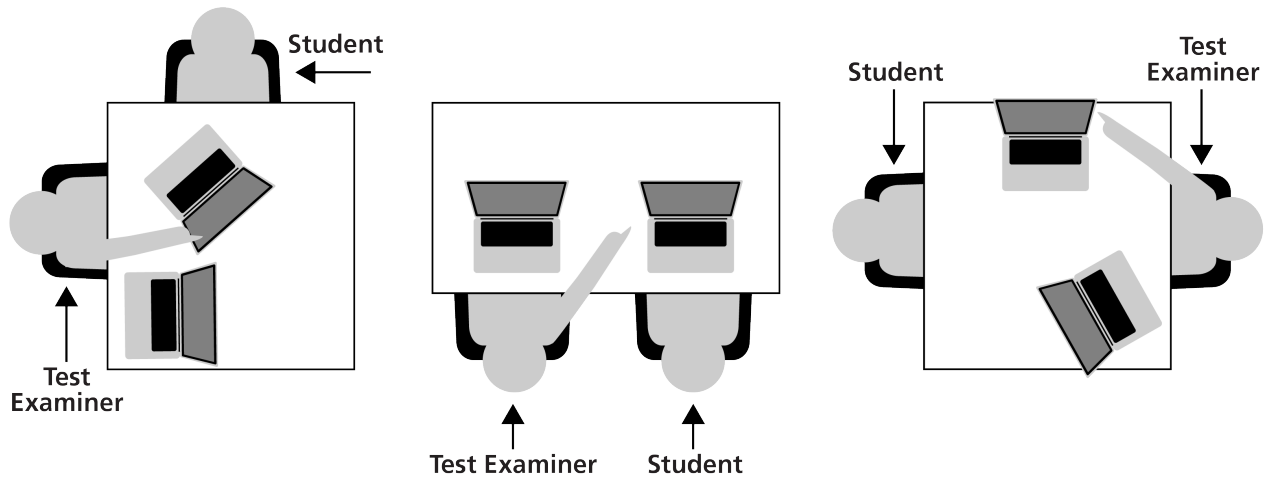 Student
Test
Examiner
Test Examiner
Student
Student
Test
Examiner